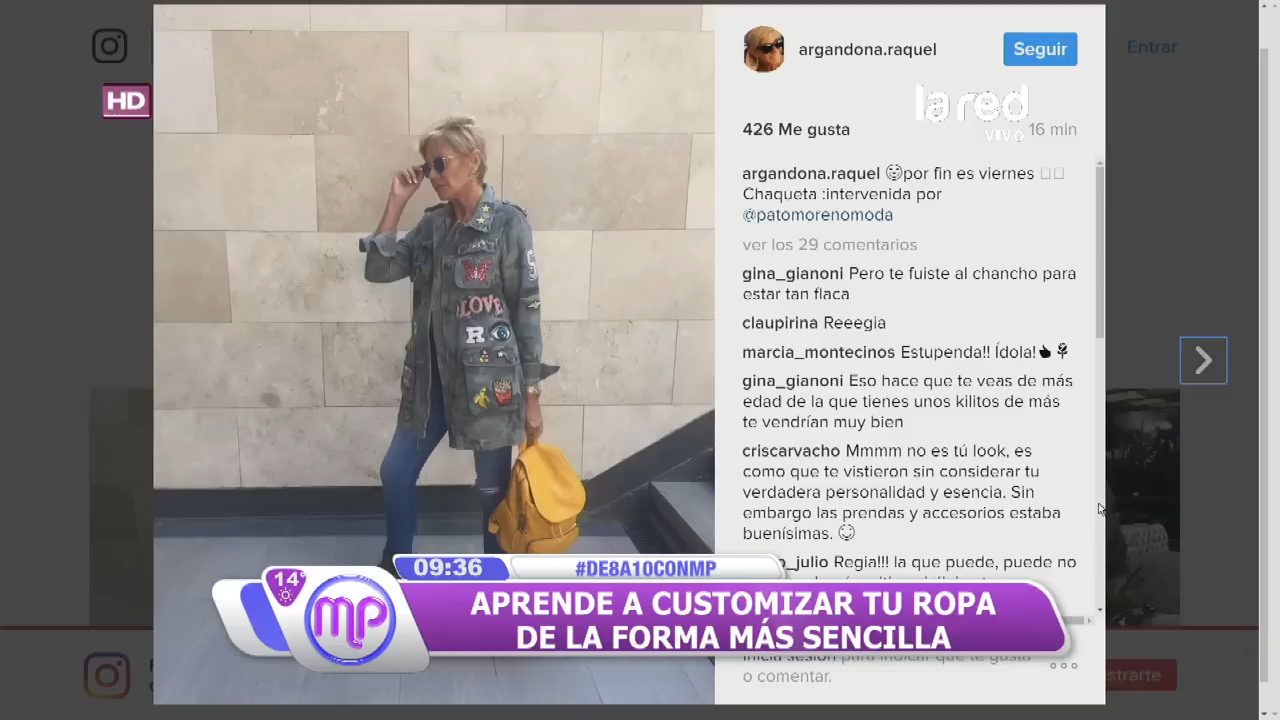 Entrar
HD
argandona.raquel
Seguir
la red
VIVO
426 Me gusta
16 min
argandona.raquel 😍por fin es viernes
Chaqueta :intervenida por
@patomorenomoda
ver los 29 comentarios
gina_gianoni Pero te fuiste al chancho para
estar tan flaca
claupirina Reeegia
marcia_montecinos Estupenda!! Ídola!
gina_gianoni Eso hace que te veas de más
edad de la que tienes unos kilitos de más
te vendrían muy bien
criscarvacho Mmmm no es tú look, es
como que te vistieron sin considerar tu
verdadera personalidad y esencia. Sin
embargo las prendas y accesorios estaba
buenísimas.
_julio Regia!!! la que puede, puede no
LOVE
R
09:36
#DE8A10CONMP
14°
mp
APRENDE A CUSTOMIZAR TU ROPA
DE LA FORMA MÁS SENCILLA
Inicia sesión para indicar que te gusta
o comentar.
strarte